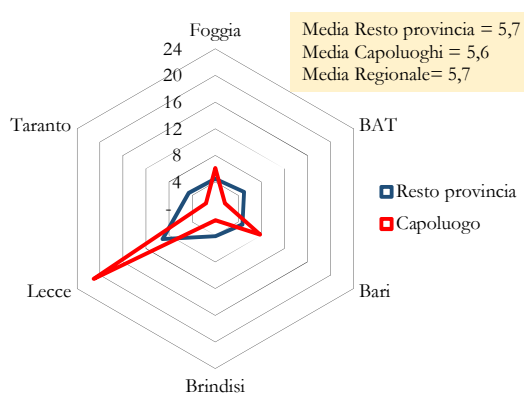 Foggia
Media Resto provincia = 5,7
Media Capoluoghi = 5,6
Media Regionale= 5,7
24
20
16
12
8
4
-
Taranto
BAT
Resto provincia
Capoluogo
Lecce
Bari
Brindisi